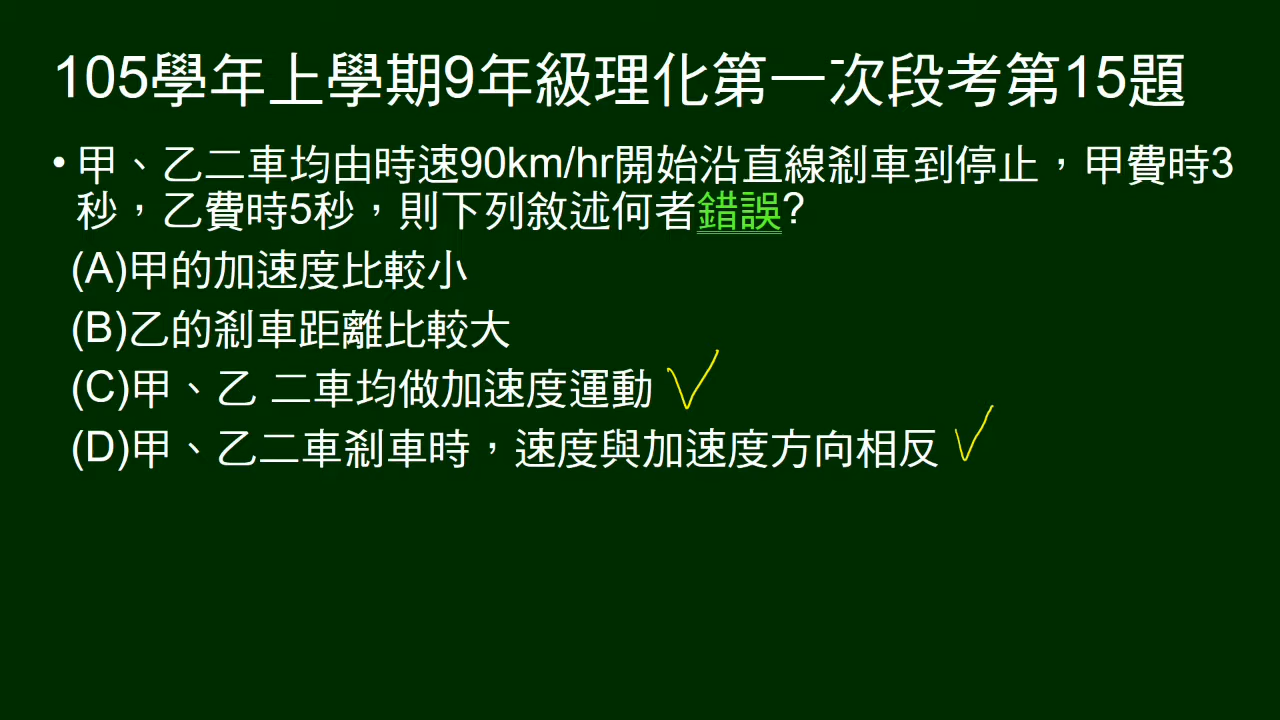 105學年上學期9年級理化第一次段考第15題
• 甲、乙二車均由時速90km/hr開始沿直線剎車到停止，甲費時3
秒，乙費時5秒，則下列敘述何者錯誤?
(A)甲的加速度比較小
(B)乙的剎車距離比較大
(C)甲、乙 二車均做加速度運動
(D)甲、乙二車剎車時，速度與加速度方向相反